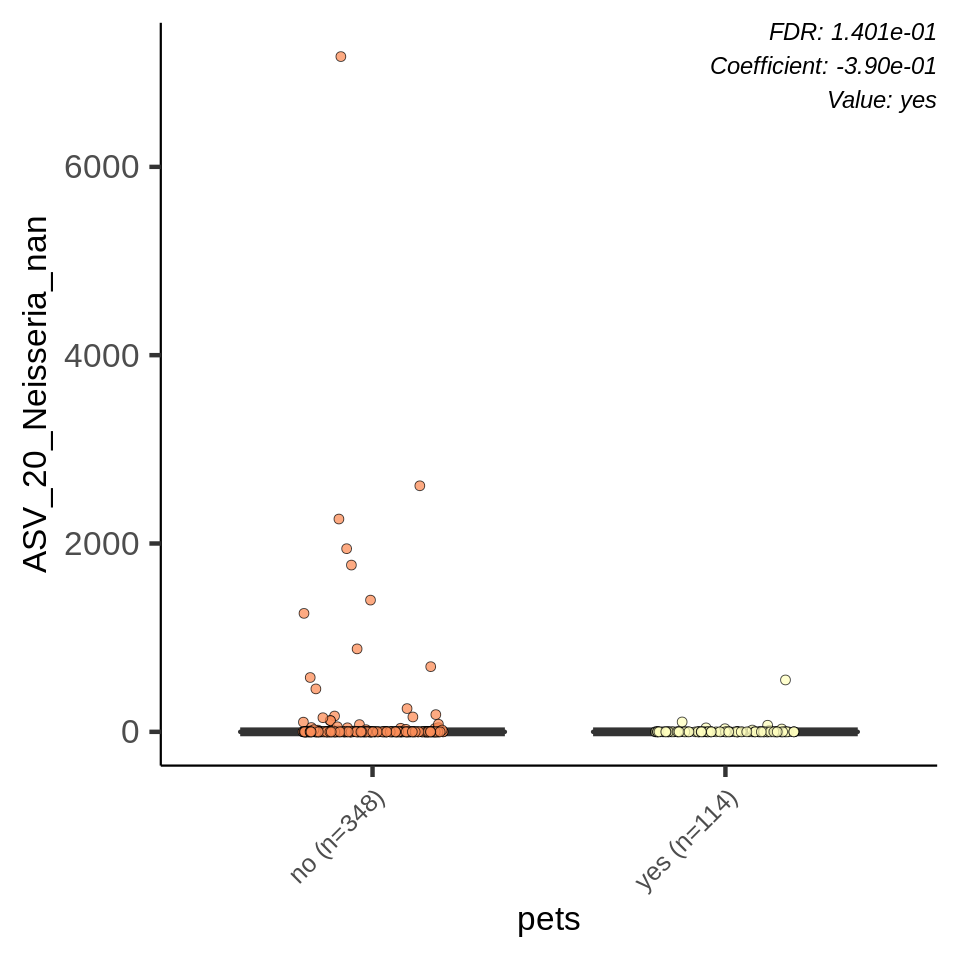 FDR: 1.401e-01
Coefficient: -3.90e-01
Value: yes
ASV_20_Neisseria_nan
6000
4000
2000
0
no (n=348)
yes (n=114)
pets